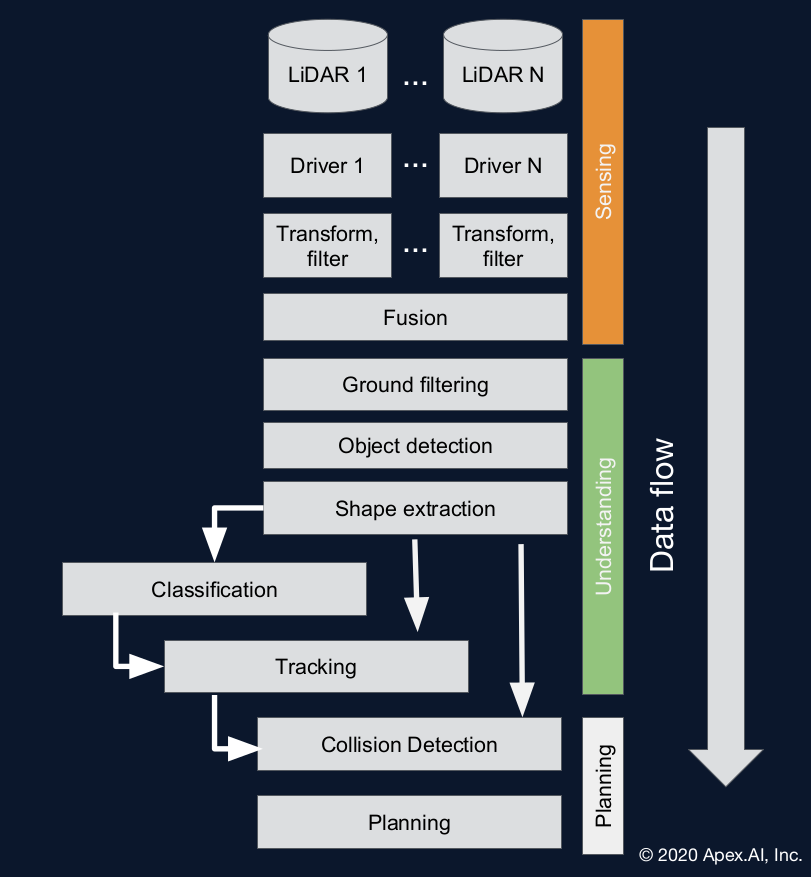 LiDAR 1
...
LiDAR N
Driver 1
...
Driver N
Transform,
filter
...
Transform,
filter
Fusion
Sensing
Ground filtering
Object detection
Shape extraction
Classification
Tracking
Understanding
Data flow
Collision Detection
Planning
Planning
© 2020 Apex.AI, Inc.